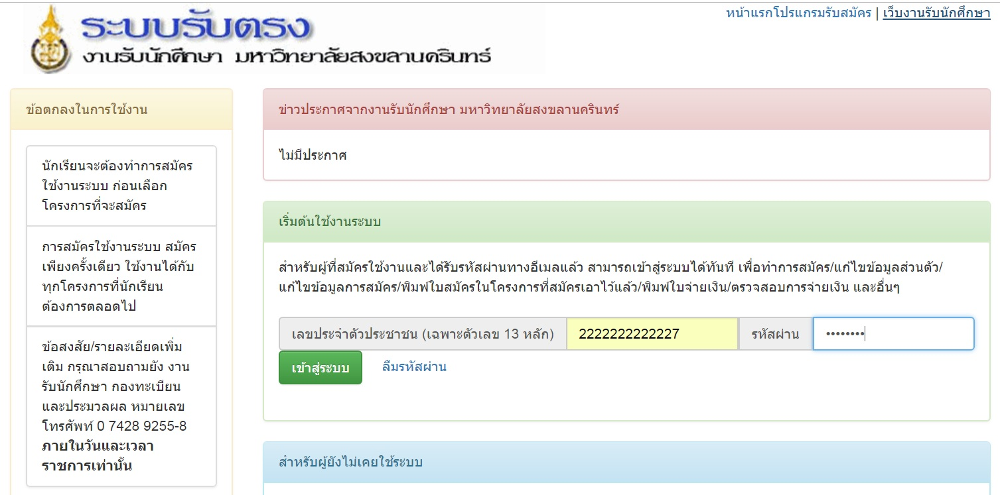 ระบบรับตรง
งานรับนักศึกษา มหาวิทยาลัยสงขลานครินทร์
หน้าแรกโปรแกรมรับสมัคร | เว็บงานรับนักศึกษา
ข้อตกลงในการใช้งาน
นักเรียนจะต้องทำการสมัคร
ใช้งานระบบ ก่อนเลือก
โครงการที่จะสมัคร
การสมัครใช้งานระบบ สมัคร
เพียงครั้งเดียว ใช้งานได้กับ
ทุกโครงการที่นักเรียน
ต้องการตลอดไป
ข้อสงสัย/รายละเอียดเพิ่ม
เติม กรุณาสอบถามยัง งาน
รับนักศึกษา กองทะเบียน
และประมวลผล หมายเลข
โทรศัพท์ 0 7428 9255-8
ภายในวันและเวลา
ราชการเท่านั้น
ข่าวประกาศจากงานรับนักศึกษา มหาวิทยาลัยสงขลานครินทร์
ไม่มีประกาศ
เริ่มต้นใช้งานระบบ
สำหรับผู้ที่สมัครใช้งานและได้รับรหัสผ่านทางอีเมลแล้ว สามารถเข้าสู่ระบบได้ทันที เพื่อทำการสมัคร/แก้ไขข้อมูลส่วนตัว/
แก้ไขข้อมูลการสมัคร/พิมพ์ใบสมัครในโครงการที่สมัครเอาไว้แล้ว/พิมพ์ใบจ่ายเงิน/ตรวจสอบการจ่ายเงิน และอื่นๆ
เลขประจำตัวประชาชน (เฉพาะตัวเลข 13 หลัก) 2222222222227 รหัสผ่าน ••••••••
เข้าสู่ระบบ ลืมรหัสผ่าน
สำหรับผู้ยังไม่เคยใช้ระบบ